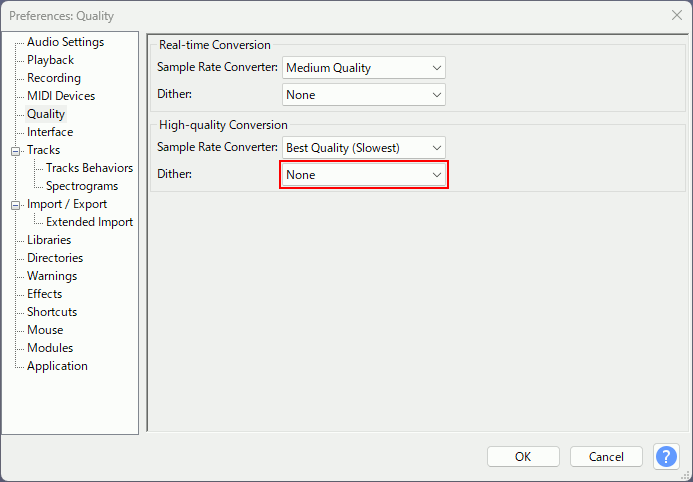 Preferences: Quality
Audio Settings
Playback
Recording
MIDI Devices
Quality
Interface
Tracks
Tracks Behaviors
Spectrograms
Import / Export
Extended Import
Libraries
Directories
Warnings
Effects
Shortcuts
Mouse
Modules
Application
Real-time Conversion
Sample Rate Converter: Medium Quality
Dither: None
High-quality Conversion
Sample Rate Converter: Best Quality (Slowest)
Dither: None
OK Cancel ?